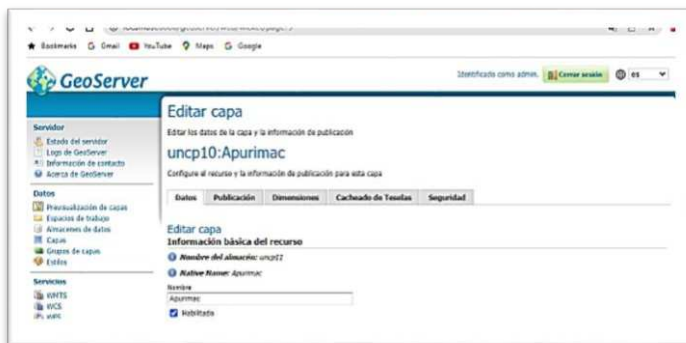 Bookmarks Gmail YouTube Maps Google
GeoServer
Identificado como admin. Cerrar sesión es
Servidor
Estado del servidor
Logs de GeoServer
Información de contacto
Acerca de GeoServer
Datos
Previsualización de capas
Espacios de trabajo
Almacenes de datos
Capas
Grupos de capas
Estilos
Servicios
WMTS
WCS
WFS
Editar capa
Editar los datos de la capa y la información de publicación
uncp10:Apurimac
Configure el recurso y la información de publicación para esta capa
Datos Publicación Dimensiones Cacheado de Teselas Seguridad
Editar capa
Información básica del recurso
Nombre del almacén: uncp11
Native Name: Apurimac
Nombre
Apurimac
Habilitado